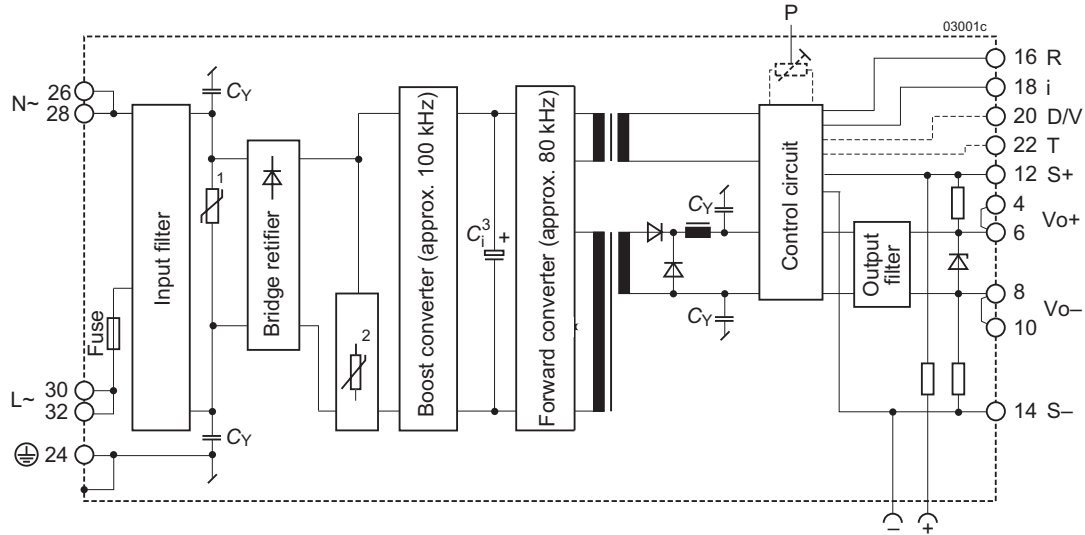 P
03001c
N~ 26
28
CY
1
Fuse
L~ 30
32
24
CY
Input filter
Bridge retifier
2
Boost converter (approx. 100 kHz)
Ci3
+
Forward converter (approx. 80 kHz)
CY
CY
Control circuit
Output
filter
16 R
18 i
20 D/V
22 T
12 S+
4
Vo+
6
8
Vo–
10
14 S–
– +